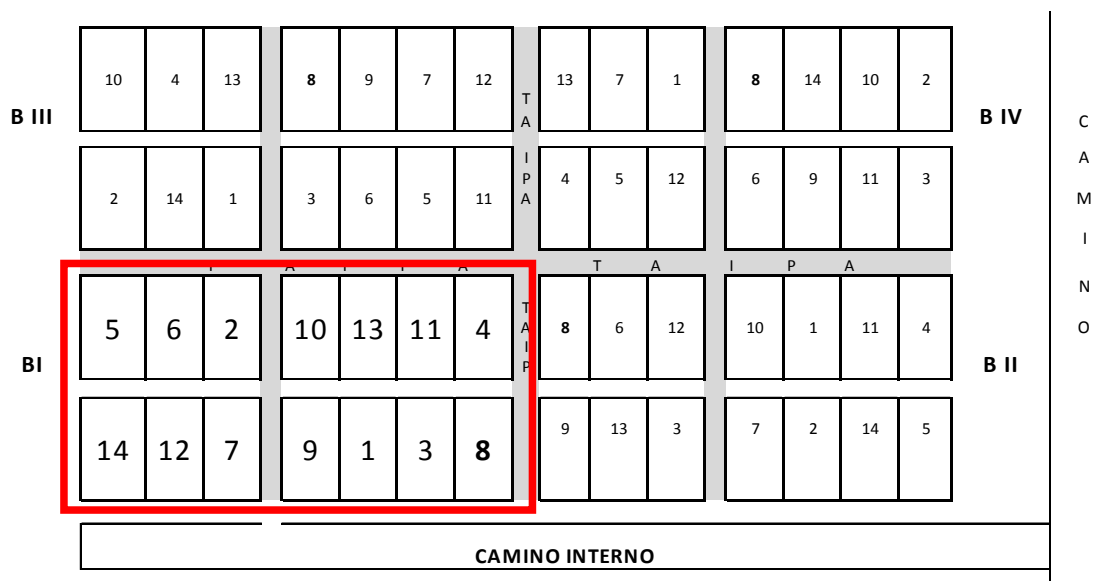 10 4 13 8 9 7 12 13 7 1 8 14 10 2
B III
B IV
2 14 1 3 6 5 11 4 5 12 6 9 11 3
TAIPA
T A I P A
T A I P A
5 6 2 10 13 11 4 8 6 12 10 1 11 4
BI
TAIP
B II
14 12 7 9 1 3 8 9 13 3 7 2 14 5
CAMINO
CAMINO INTERNO